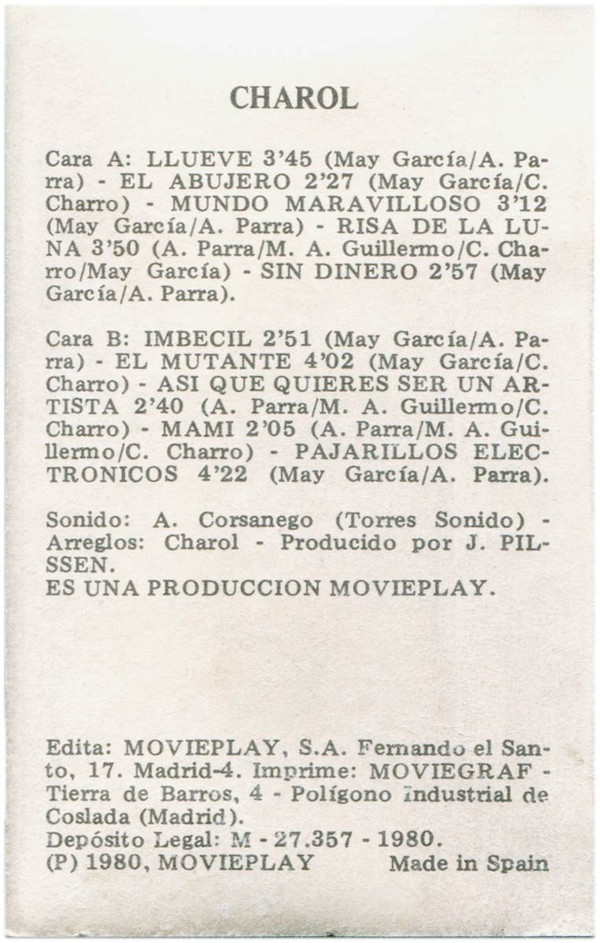 CHAROL
Cara A: LLUEVE 3'45 (May García/A. Pa-
rra) - EL ABUJERO 2'27 (May García/C.
Charro) - MUNDO MARAVILLOSO 3'12
(May García/A. Parra) - RISA DE LA LU-
NA 3'50 (A. Parra/M. A. Guillermo/C. Cha-
rro/May García) - SIN DINERO 2'57 (May
García/A. Parra).
Cara B: IMBECIL 2'51 (May García/A. Pa-
rra) - EL MUTANTE 4'02 (May García/C.
Charro) - ASI QUE QUIERES SER UN AR-
TISTA 2'40 (A. Parra/M. A. Guillermo/C.
Charro) - MAMI 2'05 (A. Parra/M. A. Gui-
llermo/C. Charro) - PAJARILLOS ELEC-
TRONICOS 4'22 (May García/A. Parra).
Sonido: A. Corsanego (Torres Sonido) -
Arreglos: Charol - Producido por J. PIL-
SSEN.
ES UNA PRODUCCION MOVIEPLAY.
Edita: MOVIEPLAY, S.A. Fernando el San-
to, 17. Madrid-4. Imprime: MOVIEGRAF -
Tierra de Barros, 4 - Polígono Industrial de
Coslada (Madrid).
Depósito Legal: M - 27.357 - 1980.
(P) 1980, MOVIEPLAY Made in Spain